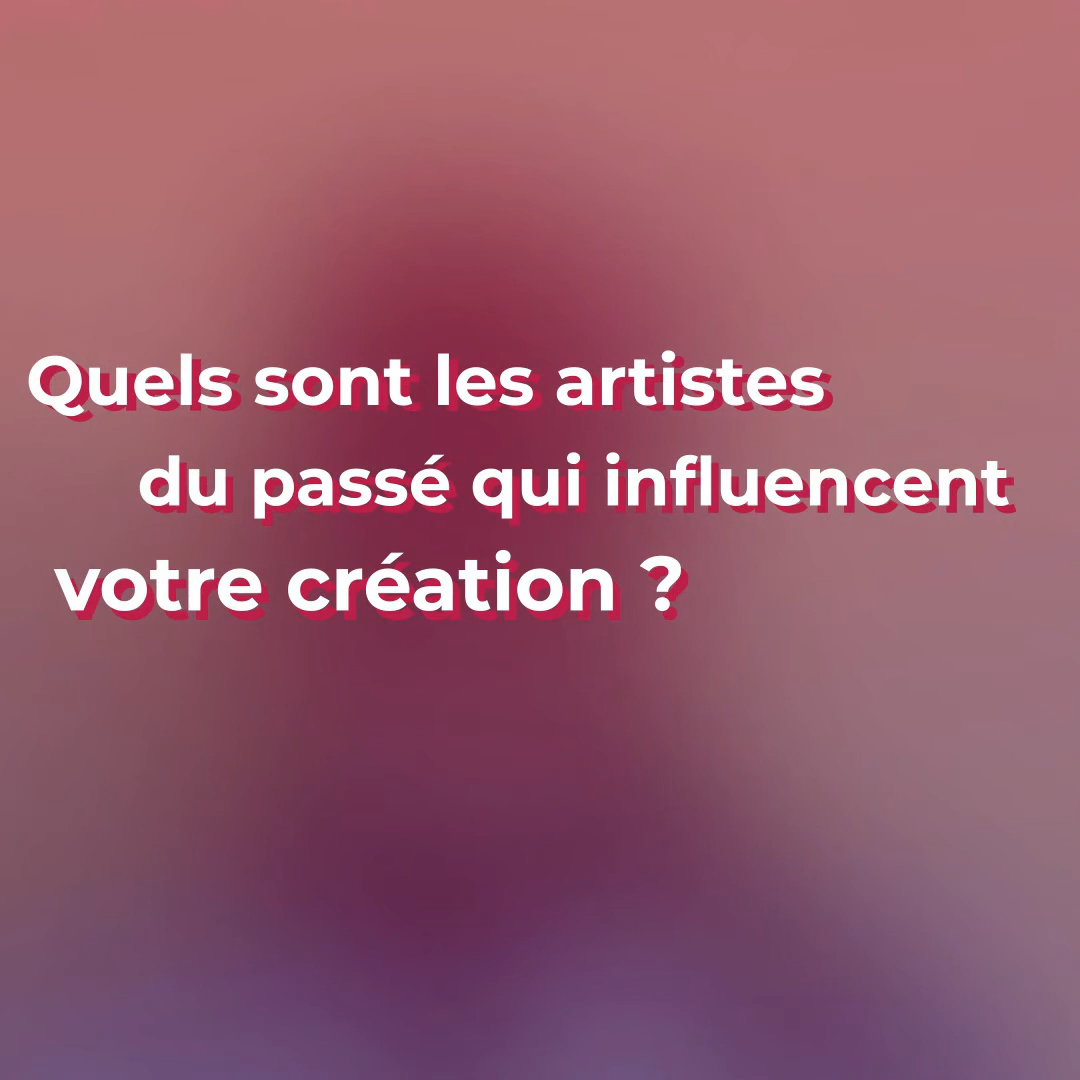 Quels sont les artistes
du passé qui influencent
votre création ?